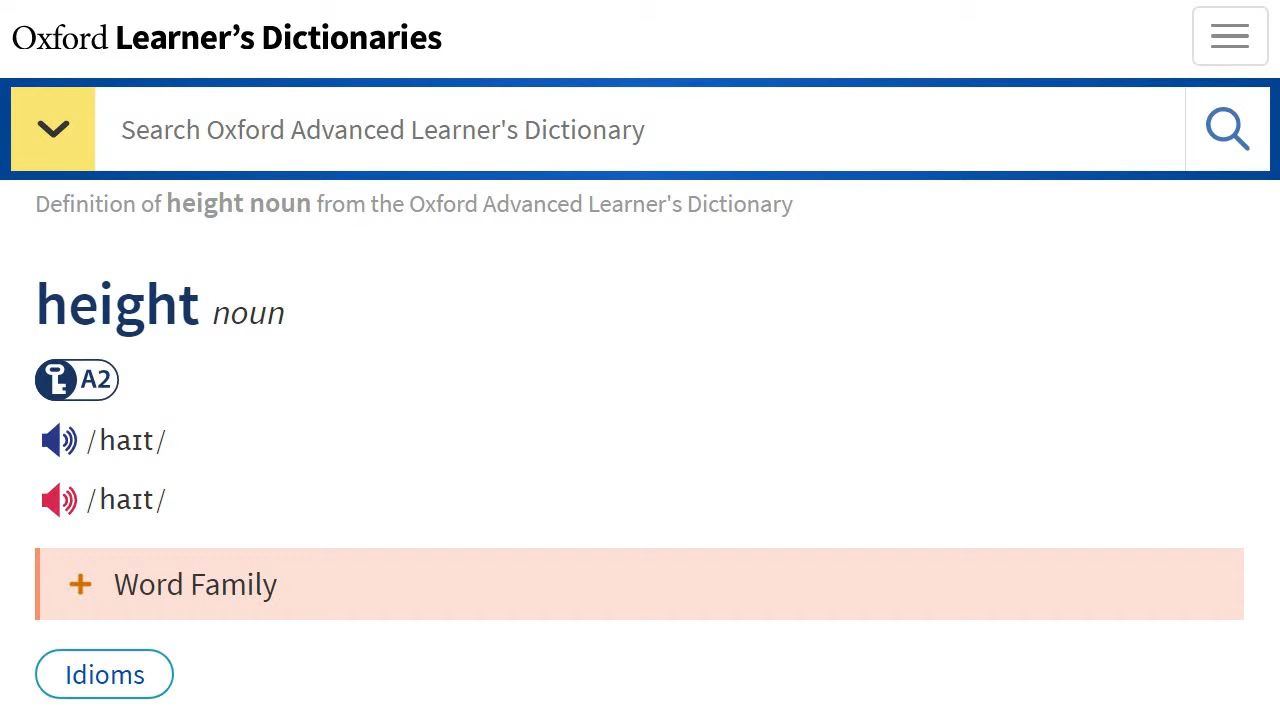 Oxford Learner's Dictionaries
Search Oxford Advanced Learner's Dictionary
Definition of height noun from the Oxford Advanced Learner's Dictionary
height noun
A2
/haɪt/
/haɪt/
+ Word Family
Idioms